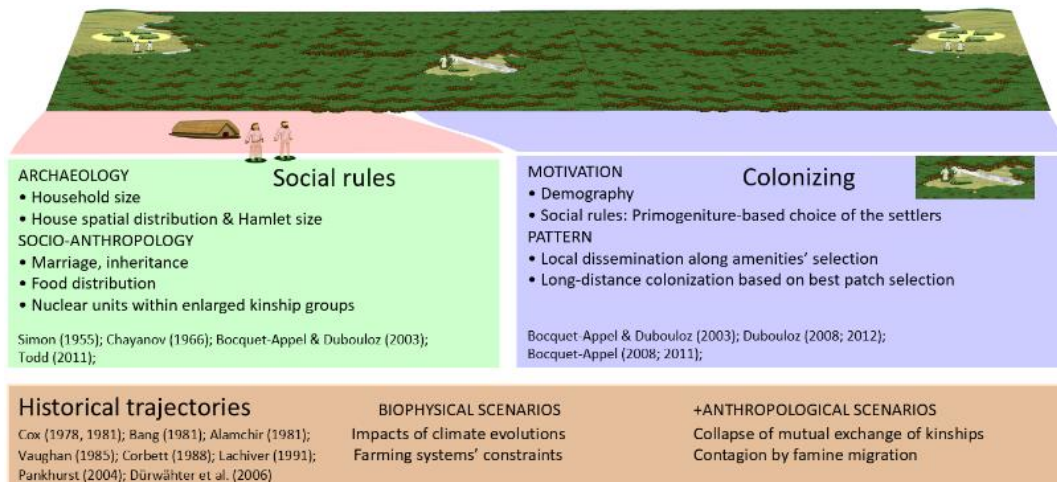 Social rules
ARCHAEOLOGY
• Household size
• House spatial distribution & Hamlet size
SOCIO-ANTHROPOLOGY
• Marriage, inheritance
• Food distribution
• Nuclear units within enlarged kinship groups
Simon (1955); Chayanov (1966); Bocquet-Appel & Dubouloz (2003);
Todd (2011);
Colonizing
MOTIVATION
• Demography
• Social rules: Primogeniture-based choice of the settlers
PATTERN
• Local dissemination along amenities’ selection
• Long-distance colonization based on best patch selection
Bocquet-Appel & Dubouloz (2003); Dubouloz (2008; 2012);
Bocquet-Appel (2008; 2011);
Historical trajectories
Cox (1978, 1981); Bang (1981); Alamchir (1981);
Vaughan (1985); Corbett (1988); Lachiver (1991);
Pankhurst (2004); Dürwähter et al. (2006)
BIOPHYSICAL SCENARIOS
Impacts of climate evolutions
Farming systems’ constraints
+ANTHROPOLOGICAL SCENARIOS
Collapse of mutual exchange of kinships
Contagion by famine migration